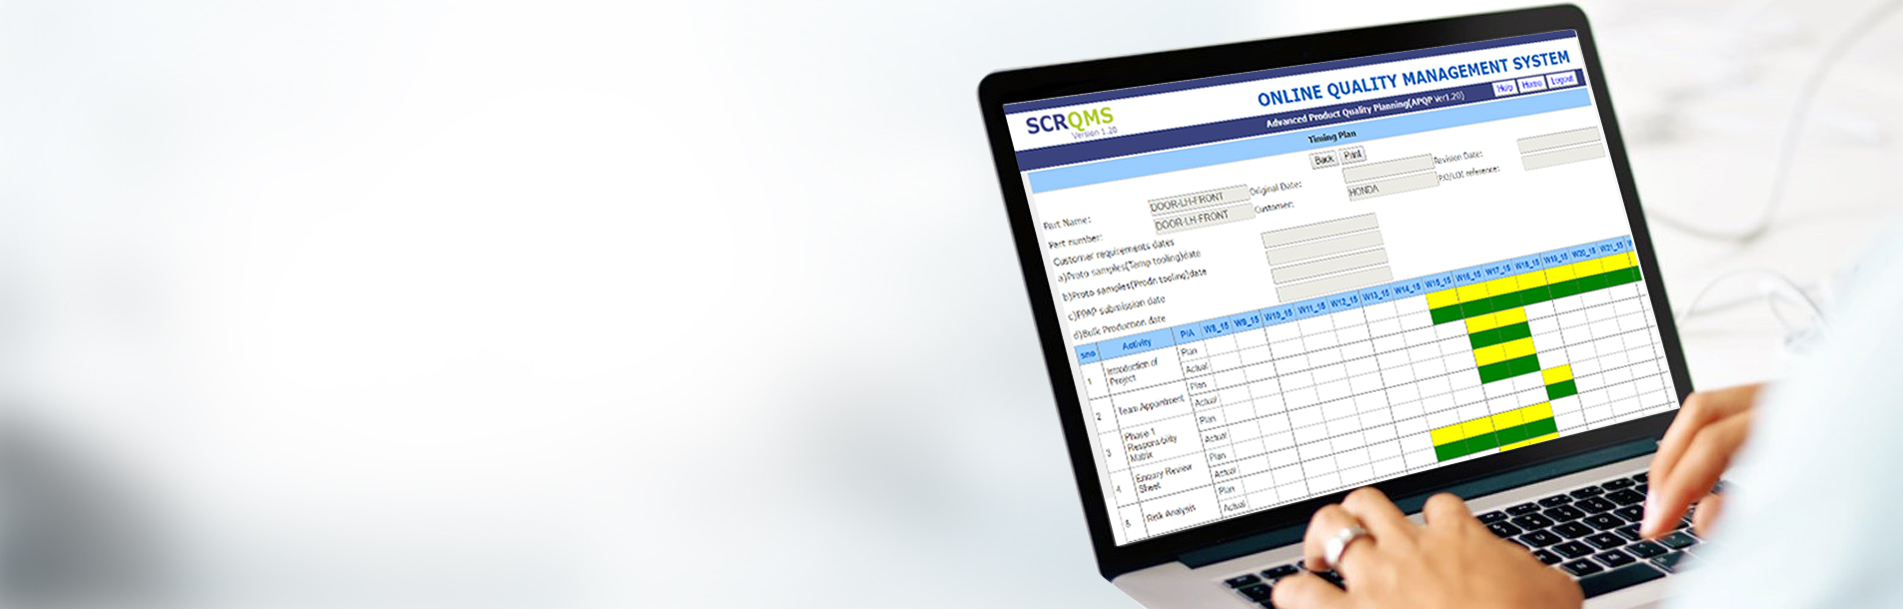 SCRQMS
Version 1.20
ONLINE QUALITY MANAGEMENT SYSTEM
Advanced Product Quality Planning(APQP Ver1.20)
Help Home Logout
Timing Plan
Back Print
Part Name: DOOR-LH-FRONT Original Date: Revision Date:
Part number: DOOR-LH-FRONT Customer: HONDA reference:
Customer requirements dates
a)Proto samples(Temp tooling)date
b)Proto samples(Prodn tooling)date
c)PPAP submission date
d)Bulk Production date
sno Activity P/A W8_15 W9_15 W10_15 W11_15 W12_15 W13_15 W14_15 W15_15 W16_15 W17_15 W18_15 W19_15 W20_15 W21_15
1 Introduction of Project Plan
Actual
2 Team Appointment Plan
Actual
3 Phase 1 Responsibility Matrix Plan
Actual
4 Enquiry Review Sheet Plan
Actual
5 Risk Analysis Plan
Actual